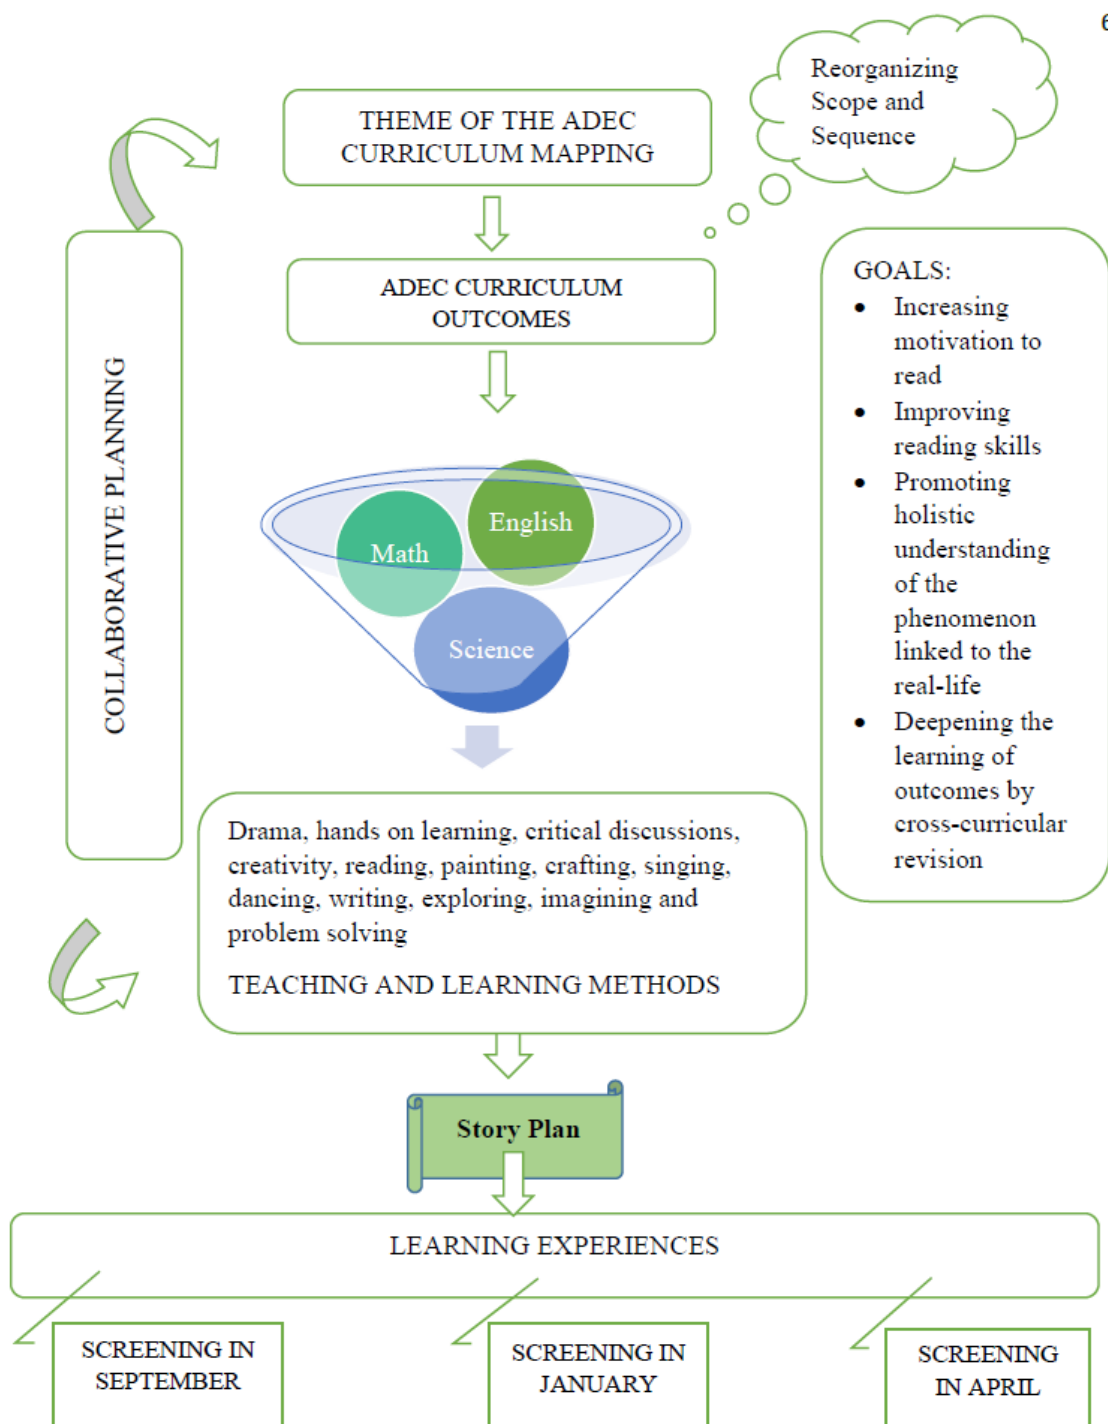 6
Reorganizing
Scope and
Sequence
THEME OF THE ADEC
CURRICULUM MAPPING
ADEC CURRICULUM
OUTCOMES
COLLABORATIVE PLANNING
GOALS:
• Increasing
motivation to
read
• Improving
reading skills
• Promoting
holistic
understanding
of the
phenomenon
linked to the
real-life
• Deepening the
learning of
outcomes by
cross-curricular
revision
English
Math
Science
Drama, hands on learning, critical discussions,
creativity, reading, painting, crafting, singing,
dancing, writing, exploring, imagining and
problem solving
TEACHING AND LEARNING METHODS
Story Plan
LEARNING EXPERIENCES
SCREENING IN
SEPTEMBER
SCREENING IN
JANUARY
SCREENING
IN APRIL